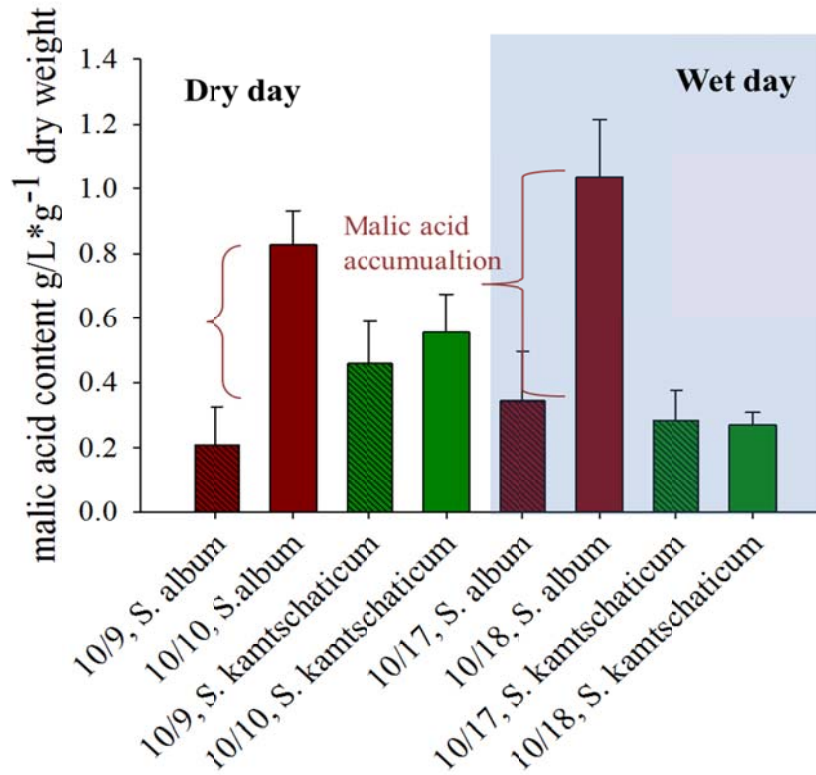 malic acid content g/L*g-1 dry weight
1.4
1.2
1.0
0.8
0.6
0.4
0.2
0.0
Dry day
Wet day
Malic acid
accumualtion
10/9, S. album
10/10, S.album
10/9, S. kamtschaticum
10/10, S. kamtschaticum
10/17, S. album
10/18, S. album
10/17, S. kamtschaticum
10/18, S. kamtschaticum